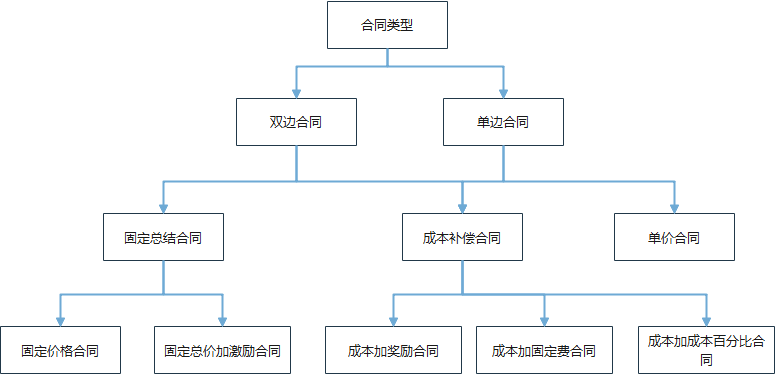 合同类型
双边合同
单边合同
固定总结合同
成本补偿合同
单价合同
固定价格合同
固定总价加激励合同
成本加奖励合同
成本加固定费合同
成本加成本百分比合
同